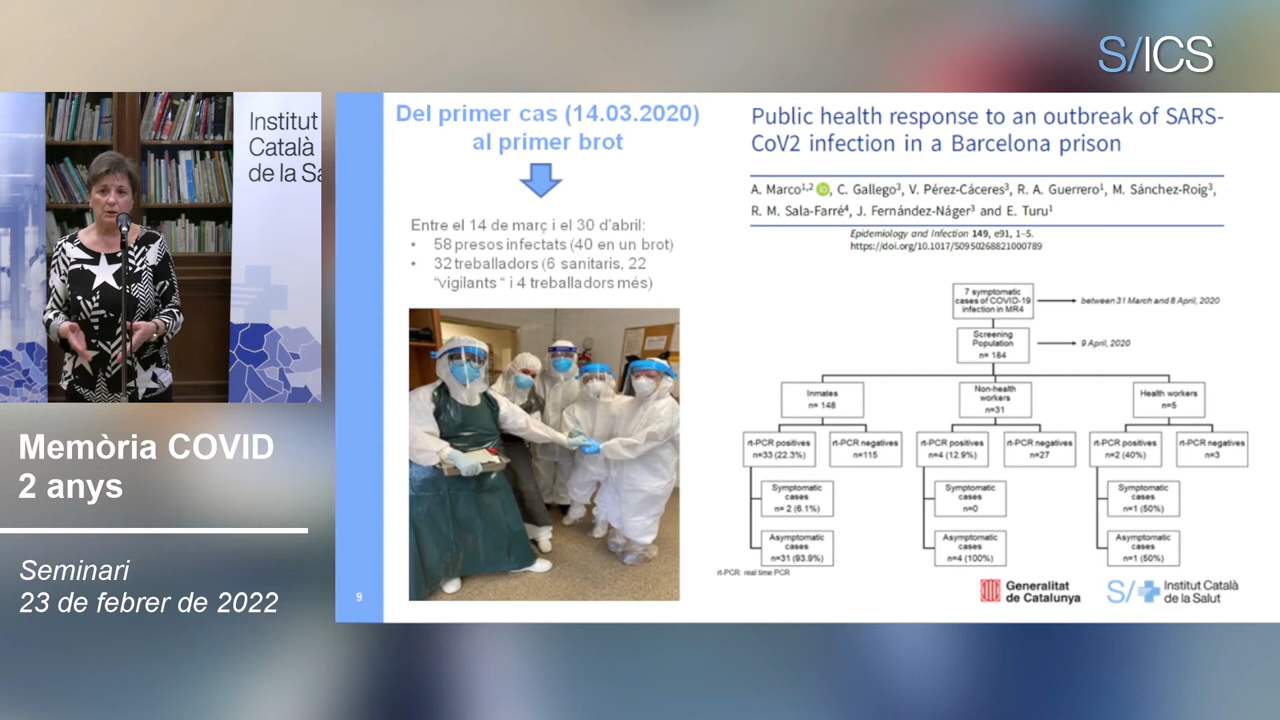 S/ICS
Institut
Català
de la Sa
Memòria COVID
2 anys
Seminari
23 de febrer de 2022
Del primer cas (14.03.2020)
al primer brot
Entre el 14 de març i el 30 d'abril:
• 58 presos infectats (40 en un brot)
• 32 treballadors (6 sanitaris, 22
"vigilants " i 4 treballadors més)
9
Public health response to an outbreak of SARS-
CoV2 infection in a Barcelona prison
A. Marco1,2, C. Gallego3, V. Pérez-Cáceres3, R. A. Guerrero1, M. Sánchez-Roig3,
R. M. Sala-Farré4, J. Fernández-Náger3 and E. Turu1
Epidemiology and Infection 149, e91, 1–5.
https://doi.org/10.1017/S0950268821000789
7 symptomatic
cases of COVID-19
infection in MR4
between 31 March and 8 April, 2020
Screening
Population
n= 184
9 April, 2020
Inmates
n= 148
Non-health
workers
n=31
Health workers
n=5
rt-PCR positives
n=33 (22.3%)
rt-PCR negatives
n=115
rt-PCR positives
n=4 (12.9%)
rt-PCR negatives
n=27
rt-PCR positives
n=2 (40%)
rt-PCR negatives
n=3
Symptomatic
cases
n= 2 (6.1%)
Symptomatic
cases
n=0
Symptomatic
cases
n=1 (50%)
Asymptomatic
cases
n=31 (93.9%)
Asymptomatic
cases
n=4 (100%)
Asymptomatic
cases
n=1 (50%)
rt-PCR: real time PCR
Generalitat
de Catalunya
S/
Institut Català
de la Salut